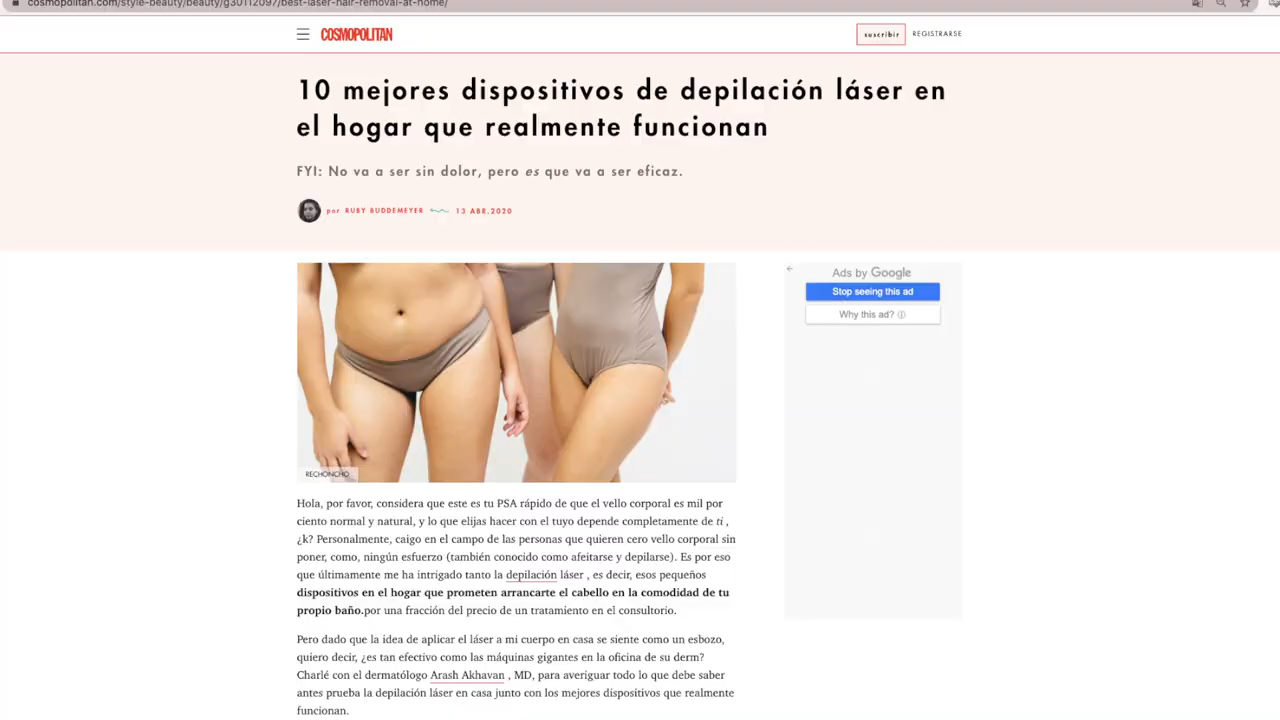 cosmopolitan.com/style-beauty/beauty/g30112097/best-laser-hair-removal-at-home/
COSMOPOLITAN
suscribir
REGISTRARSE
10 mejores dispositivos de depilación láser en
el hogar que realmente funcionan
FYI: No va a ser sin dolor, pero es que va a ser eficaz.
por RUBY BUDDEMEYER 13 ABR.2020
Ads by Google
Stop seeing this ad
Why this ad?
RECHONCHO
Hola, por favor, considera que este es tu PSA rápido de que el vello corporal es mil por
ciento normal y natural, y lo que elijas hacer con el tuyo depende completamente de ti ,
¿k? Personalmente, caigo en el campo de las personas que quieren cero vello corporal sin
poner, como, ningún esfuerzo (también conocido como afeitarse y depilarse). Es por eso
que últimamente me ha intrigado tanto la depilación láser , es decir, esos pequeños
dispositivos en el hogar que prometen arrancarte el cabello en la comodidad de tu
propio baño.por una fracción del precio de un tratamiento en el consultorio.
Pero dado que la idea de aplicar el láser a mi cuerpo en casa se siente como un esbozo,
quiero decir, ¿es tan efectivo como las máquinas gigantes en la oficina de su derm?
Charlé con el dermatólogo Arash Akhavan , MD, para averiguar todo lo que debe saber
antes prueba la depilación láser en casa junto con los mejores dispositivos que realmente
funcionan.